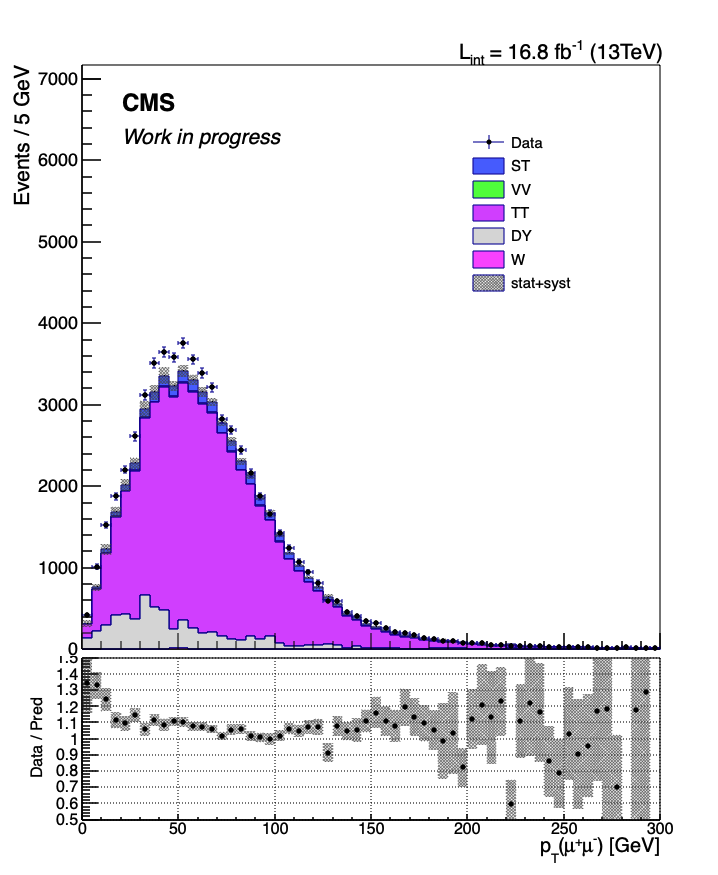 L_int = 16.8 fb⁻¹ (13TeV)
Events / 5 GeV
7000
6000
5000
4000
3000
2000
1000
0
CMS
Work in progress
Data
ST
VV
TT
DY
W
stat+syst
Data / Pred
1.5
1.4
1.3
1.2
1.1
1
0.9
0.8
0.7
0.6
0.5
0 50 100 150 200 250 300
p_T(μ⁺μ⁻) [GeV]